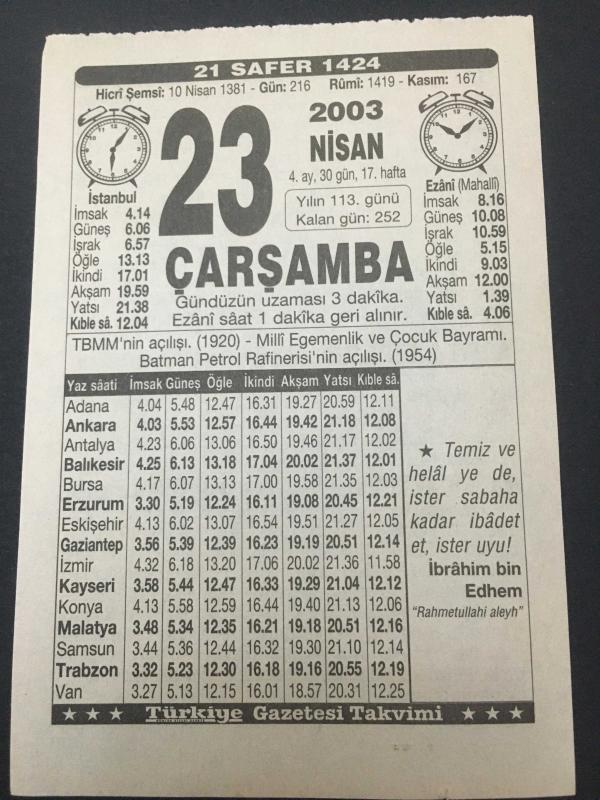 21 SAFER 1424
Hicrî Şemsî: 10 Nisan 1381 - Gün: 216 Rûmî: 1419 - Kasım: 167
23
2003
NİSAN
4. ay, 30 gün, 17. hafta
Yılın 113. günü
Kalan gün: 252
ÇARŞAMBA
Gündüzün uzaması 3 dakîka.
Ezânî sâat 1 dakîka geri alınır.
İstanbul
İmsak 4.14
Güneş 6.06
İşrak 6.57
Öğle 13.13
İkindi 17.01
Akşam 19.59
Yatsı 21.38
Kıble sâ. 12.04
Ezânî (Mahallî)
İmsak 8.16
Güneş 10.08
İşrak 10.59
Öğle 5.15
İkindi 9.03
Akşam 12.00
Yatsı 1.39
Kıble sâ. 4.06
TBMM'nin açılışı. (1920) - Millî Egemenlik ve Çocuk Bayramı.
Batman Petrol Rafinerisi'nin açılışı. (1954)
Yaz sâati İmsak Güneş Öğle İkindi Akşam Yatsı Kıble sâ.
Adana 4.04 5.48 12.47 16.31 19.27 20.59 12.11
Ankara 4.03 5.53 12.57 16.44 19.42 21.18 12.08
Antalya 4.23 6.06 13.06 16.50 19.46 21.17 12.02
Balıkesir 4.25 6.13 13.18 17.04 20.02 21.37 12.01
Bursa 4.17 6.07 13.13 17.00 19.58 21.35 12.03
Erzurum 3.30 5.19 12.24 16.11 19.08 20.45 12.21
Eskişehir 4.13 6.02 13.07 16.54 19.51 21.27 12.05
Gaziantep 3.56 5.39 12.39 16.23 19.19 20.51 12.14
İzmir 4.32 6.18 13.20 17.06 20.02 21.36 11.58
Kayseri 3.58 5.44 12.47 16.33 19.29 21.04 12.12
Konya 4.13 5.58 12.59 16.44 19.40 21.13 12.06
Malatya 3.48 5.34 12.35 16.21 19.18 20.51 12.16
Samsun 3.44 5.36 12.44 16.32 19.30 21.10 12.14
Trabzon 3.32 5.23 12.30 16.18 19.16 20.55 12.19
Van 3.27 5.13 12.15 16.01 18.57 20.31 12.25
★ Temiz ve
helâl ye de,
ister sabaha
kadar ibâdet
et, ister uyu!
İbrâhim bin
Edhem
"Rahmetullahi aleyh"
★ ★ ★ Türkiye Gazetesi Takvimi ★ ★ ★